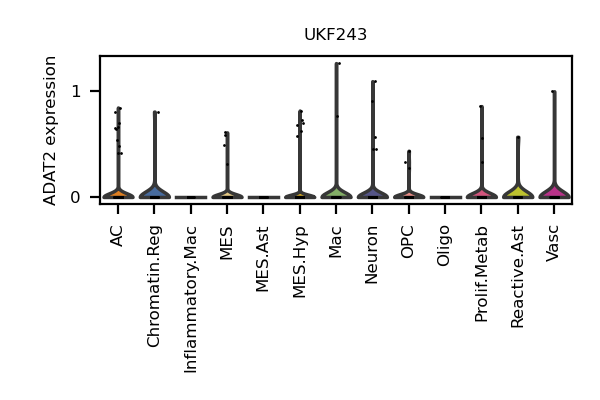 UKF243
ADAT2 expression
1
0
AC
Chromatin.Reg
Inflammatory.Mac
MES
MES.Ast
MES.Hyp
Mac
Neuron
OPC
Oligo
Prolif.Metab
Reactive.Ast
Vasc